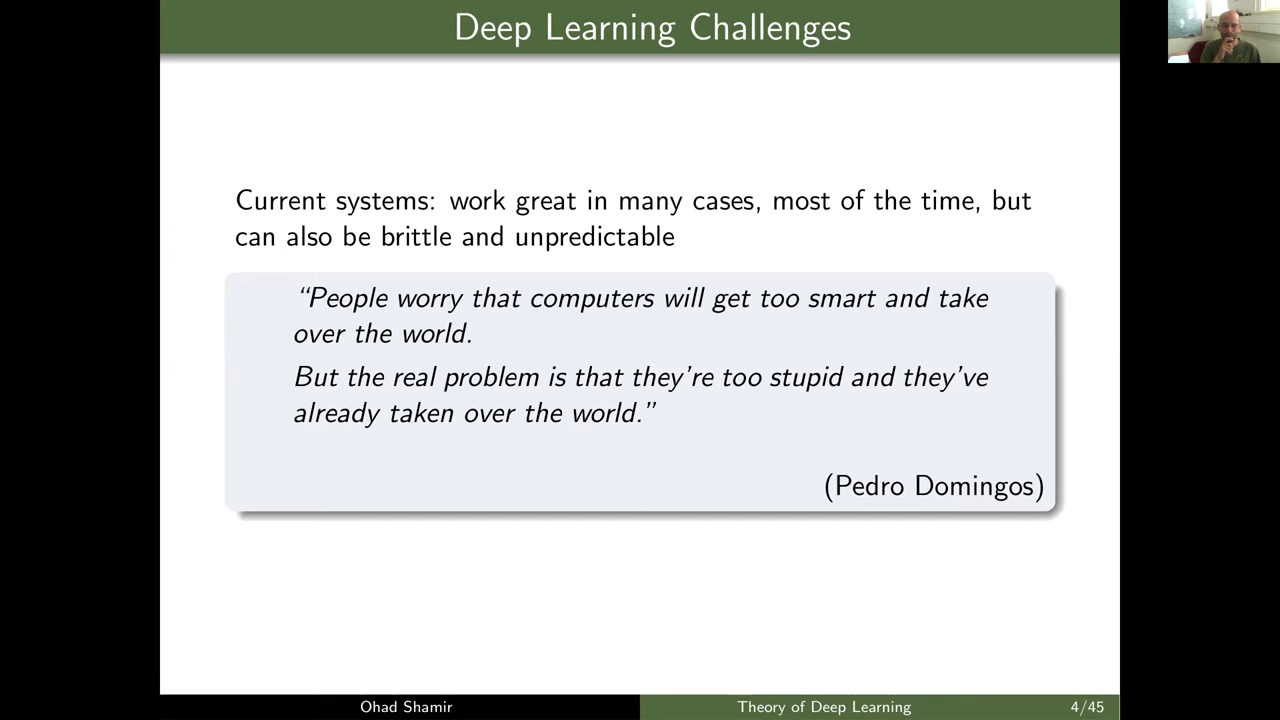 Deep Learning Challenges
Current systems: work great in many cases, most of the time, but
can also be brittle and unpredictable
“People worry that computers will get too smart and take
over the world.
But the real problem is that they’re too stupid and they’ve
already taken over the world.”
(Pedro Domingos)
Ohad Shamir
Theory of Deep Learning
4/45